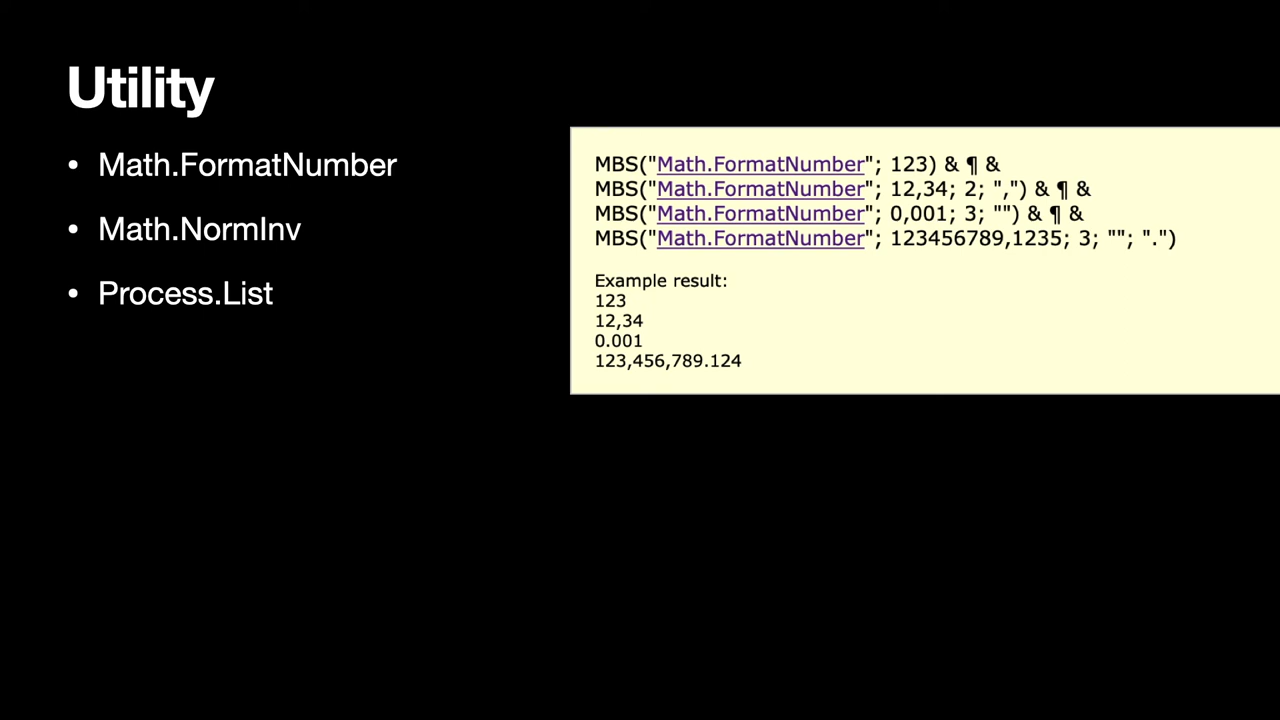 Utility
• Math.FormatNumber
• Math.NormInv
• Process.List
MBS("Math.FormatNumber"; 123) & ¶ &
MBS("Math.FormatNumber"; 12,34; 2; ",") & ¶ &
MBS("Math.FormatNumber"; 0,001; 3; "") & ¶ &
MBS("Math.FormatNumber"; 123456789,1235; 3; ""; ".")
Example result:
123
12,34
0.001
123,456,789.124